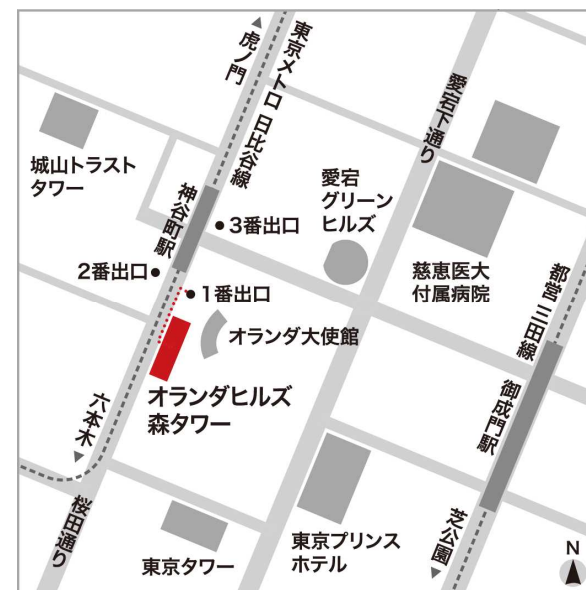 虎ノ門
東京メトロ 日比谷線
愛宕下通り
城山トラスト
タワー
神谷町駅
3番出口
愛宕
グリーン
ヒルズ
2番出口
1番出口
慈恵医大
付属病院
都営 三田線
オランダ大使館
オランダヒルズ
森タワー
御成門駅
六本木
桜田通り
東京タワー
東京プリンス
ホテル
芝公園
N